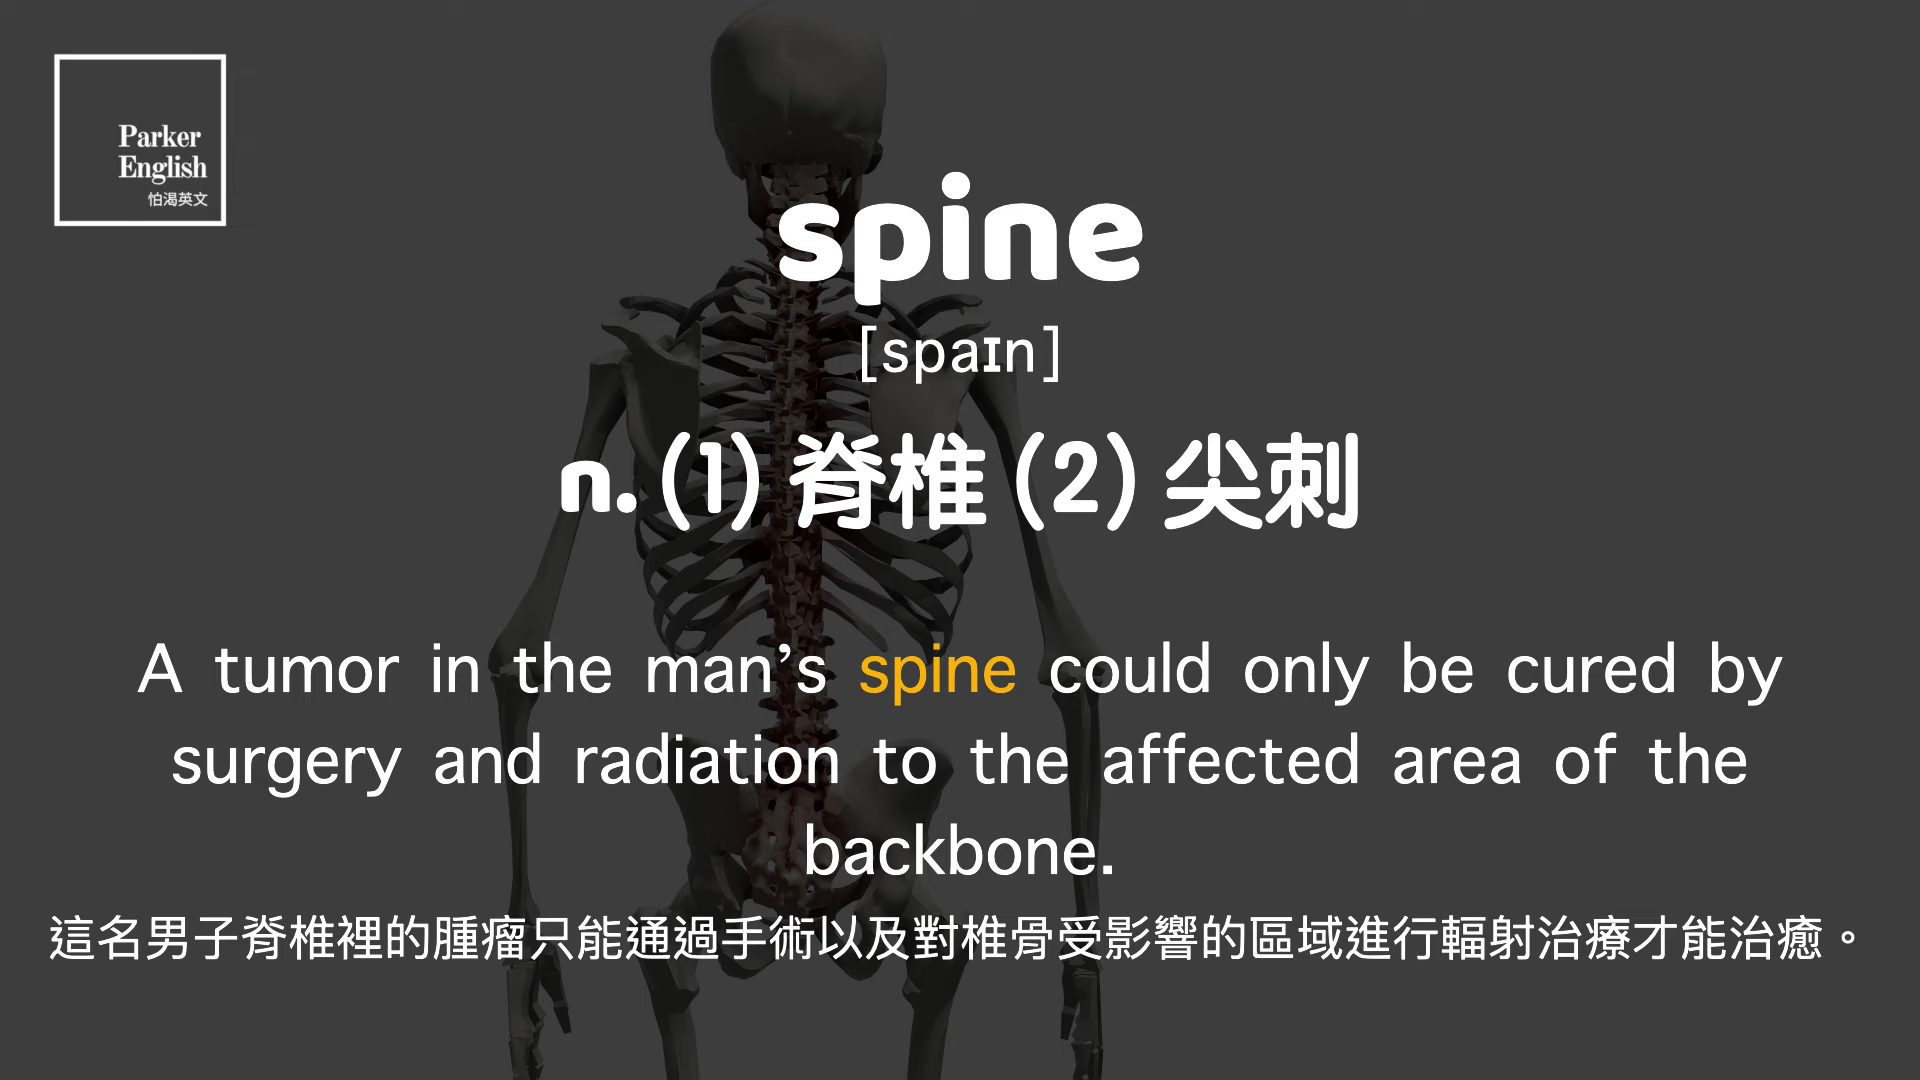 Parker
English
怕渴英文
spine
[spaɪn]
n. (1) 脊椎 (2) 尖刺
A tumor in the man’s spine could only be cured by
surgery and radiation to the affected area of the
backbone.
這名男子脊椎裡的腫瘤只能通過手術以及對椎骨受影響的區域進行輻射治療才能治癒。